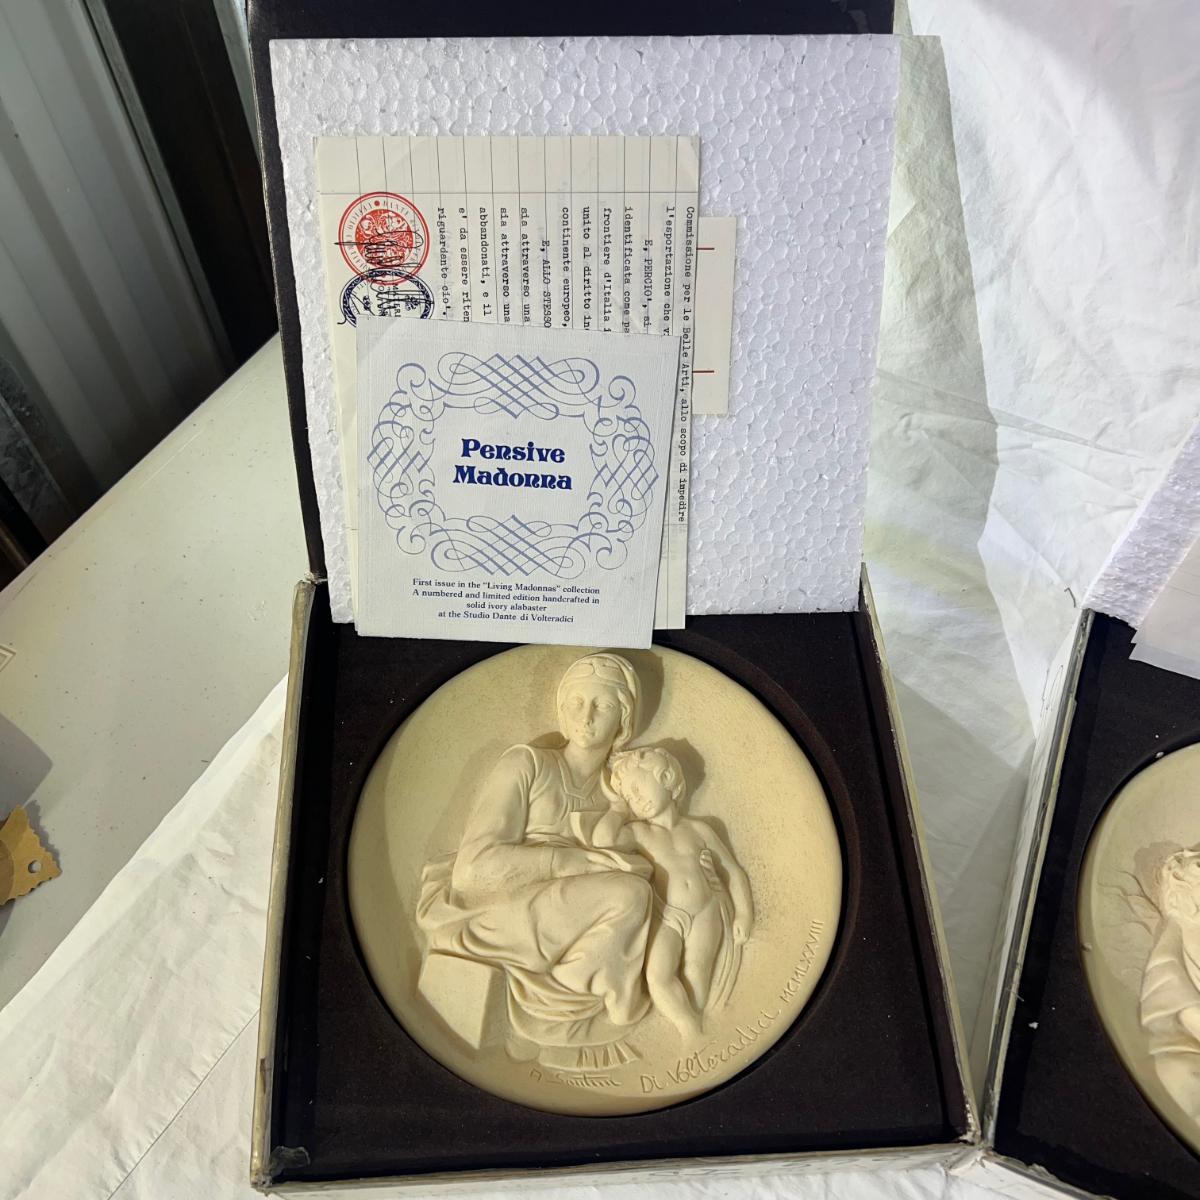 Commissione per le Belle Arti, allo scopo di impedire
l'esportazione che
E, PERCIO', si
identificata come
frontiere d'Italia
unito al diritto
continente europeo,
E, ALLO STESSO
sia attraverso una
sia attraverso una
abbandonati, e il
e' da essere
riguardante cio'.
Pensive
Madonna
First issue in the "Living Madonnas" collection
A numbered and limited edition handcrafted in
solid ivory alabaster
at the Studio Dante di Volteradici
A Santini Di Volteradici MCMLXXVIII